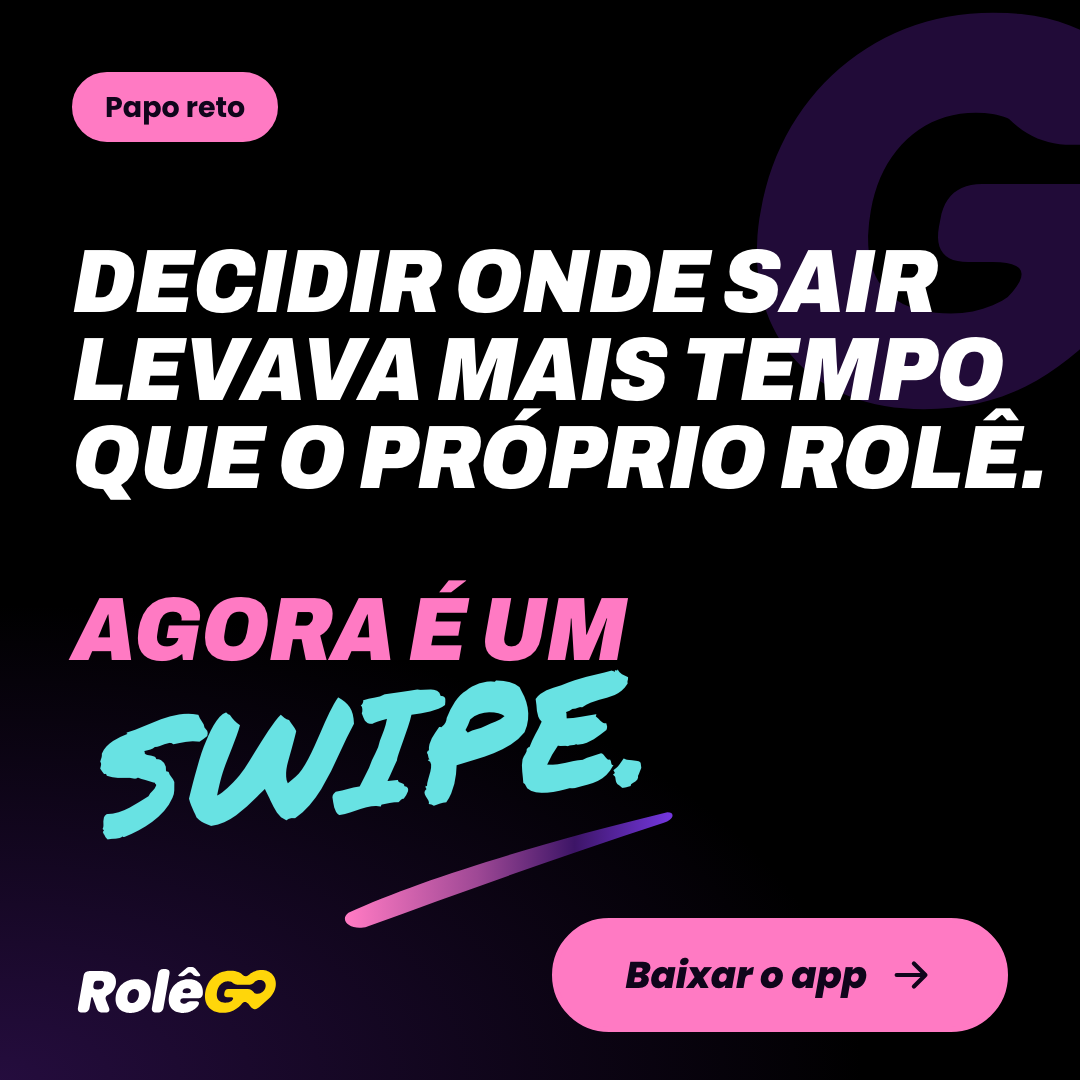 Papo reto
DECIDIR ONDE SAIR
LEVAVA MAIS TEMPO
QUE O PRÓPRIO ROLÊ.
AGORA É UM
SWIPE.
RolêGO
Baixar o app →